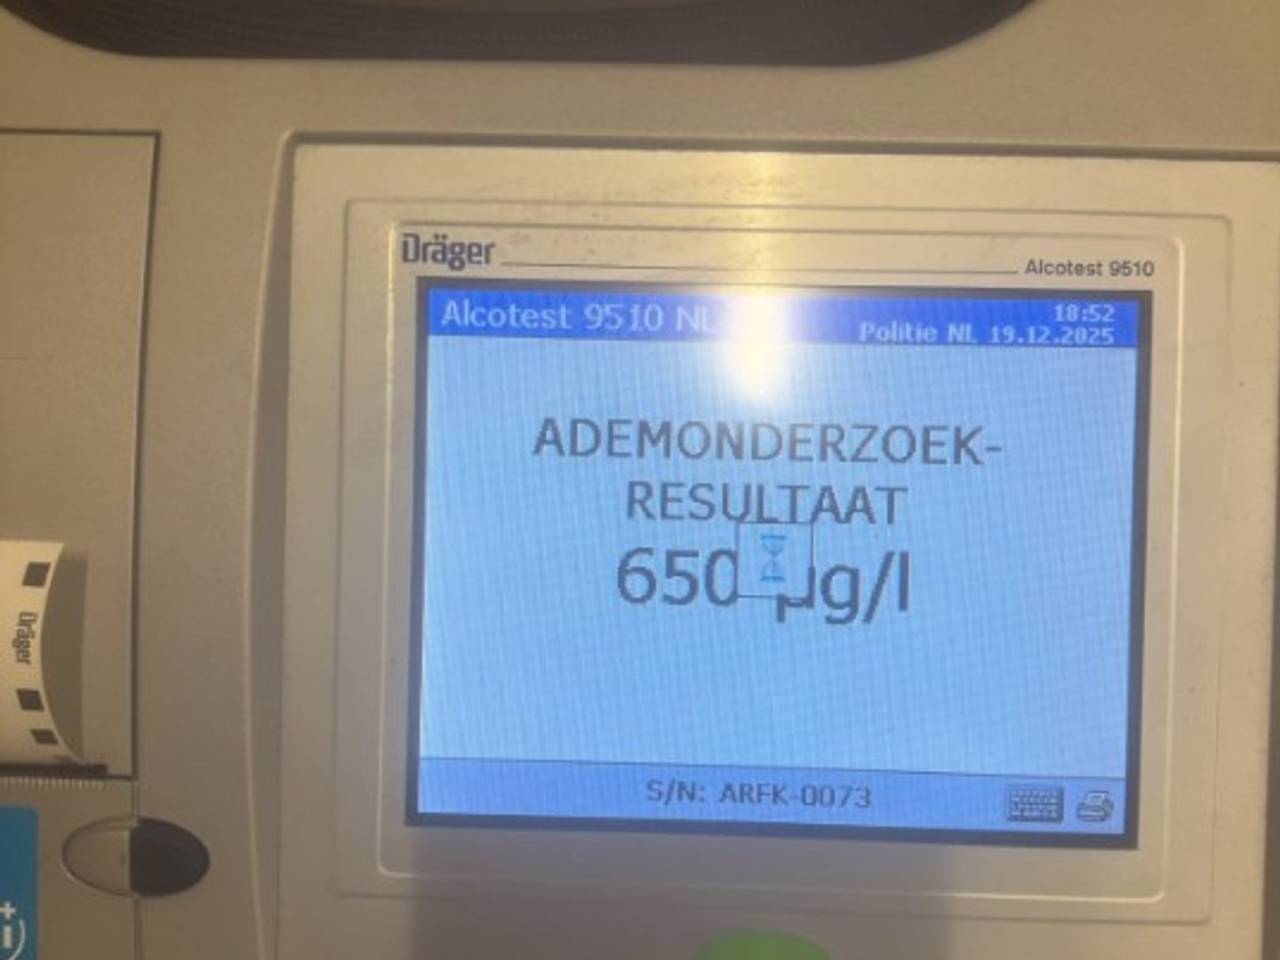 Dräger
Alcotest 9510
Alcotest 9510 NL
18:52
Politie NL 19.12.2025
ADEMONDERZOEK-
RESULTAAT
650 µg/l
S/N: ARFK-0073
Dräger